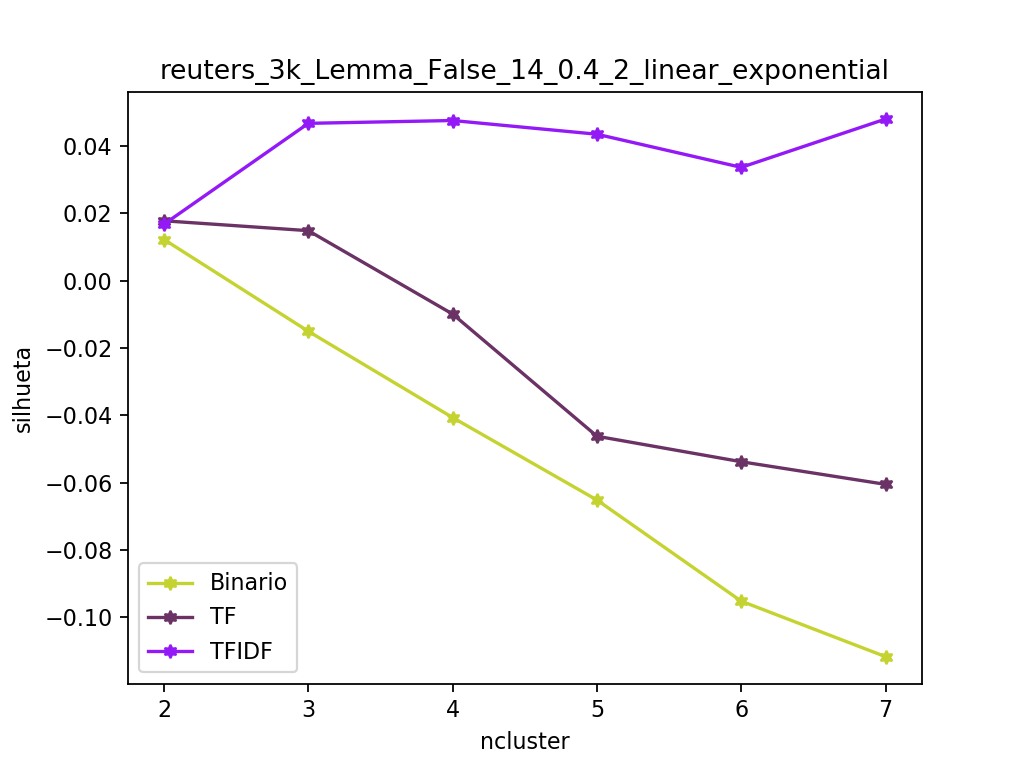 reuters_3k_Lemma_False_14_0.4_2_linear_exponential
silhueta
0.04
0.02
0.00
−0.02
−0.04
−0.06
−0.08
−0.10
Binario
TF
TFIDF
2 3 4 5 6 7
ncluster